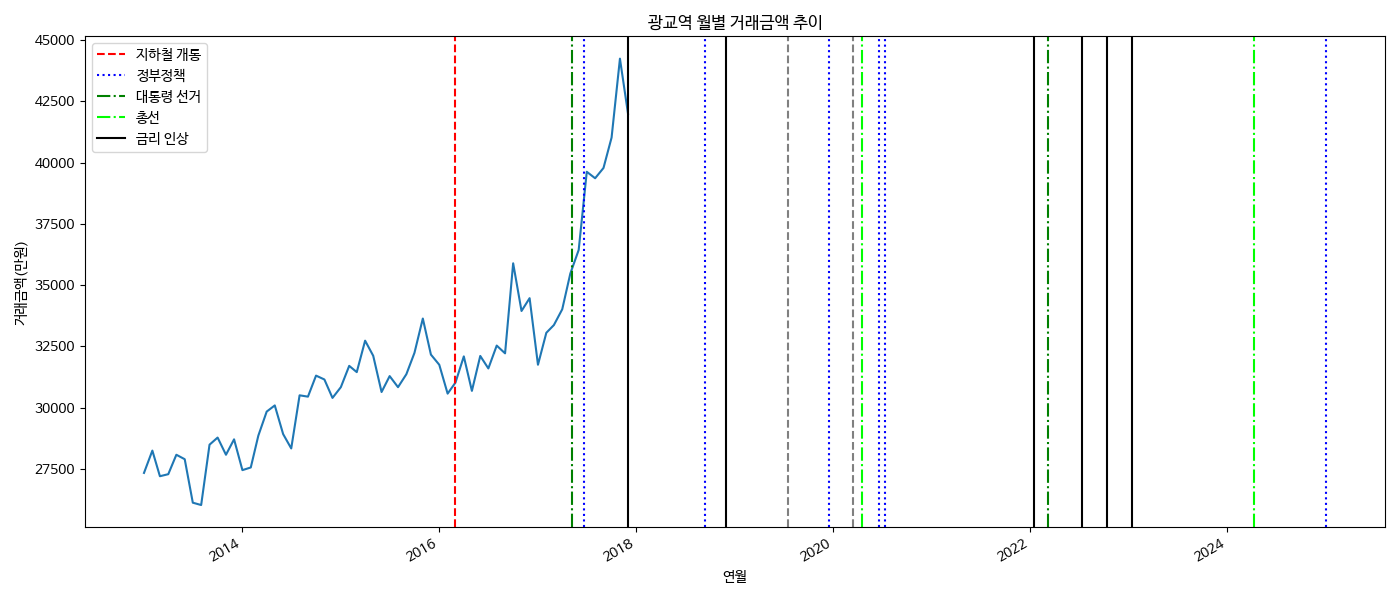 광교역 월별 거래금액 추이
45000
42500
40000
37500
35000
32500
30000
27500
거래금액(만원)
지하철 개통
정부정책
대통령 선거
총선
금리 인상
2014
2016
2018
2020
2022
2024
연월